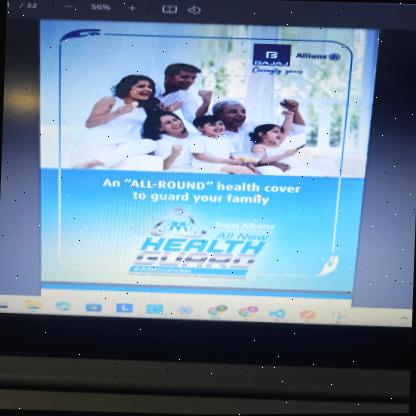 / 22
56%
B
BAJAJ
Allianz
Caringly yours
An "ALL-ROUND" health cover
to guard your family
Bajaj Allianz
All New
HEALTH
GUARD
#Allrounder